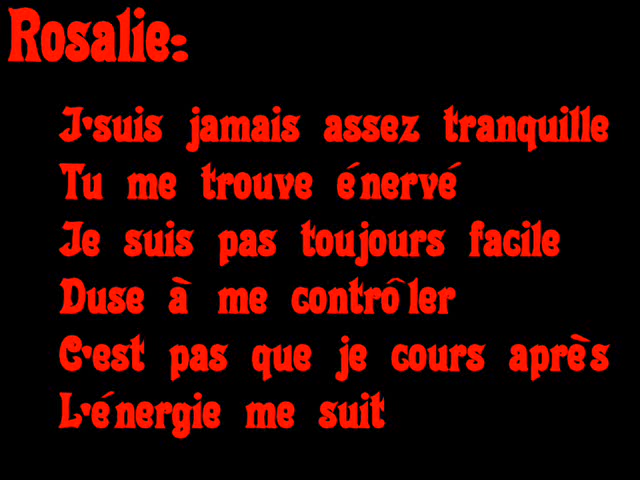 Rosalie:
J'suis jamais assez tranquille
Tu me trouve énervé
Je suis pas toujours facile
Duse à me contrôler
C'est pas que je cours après
L'énergie me suit